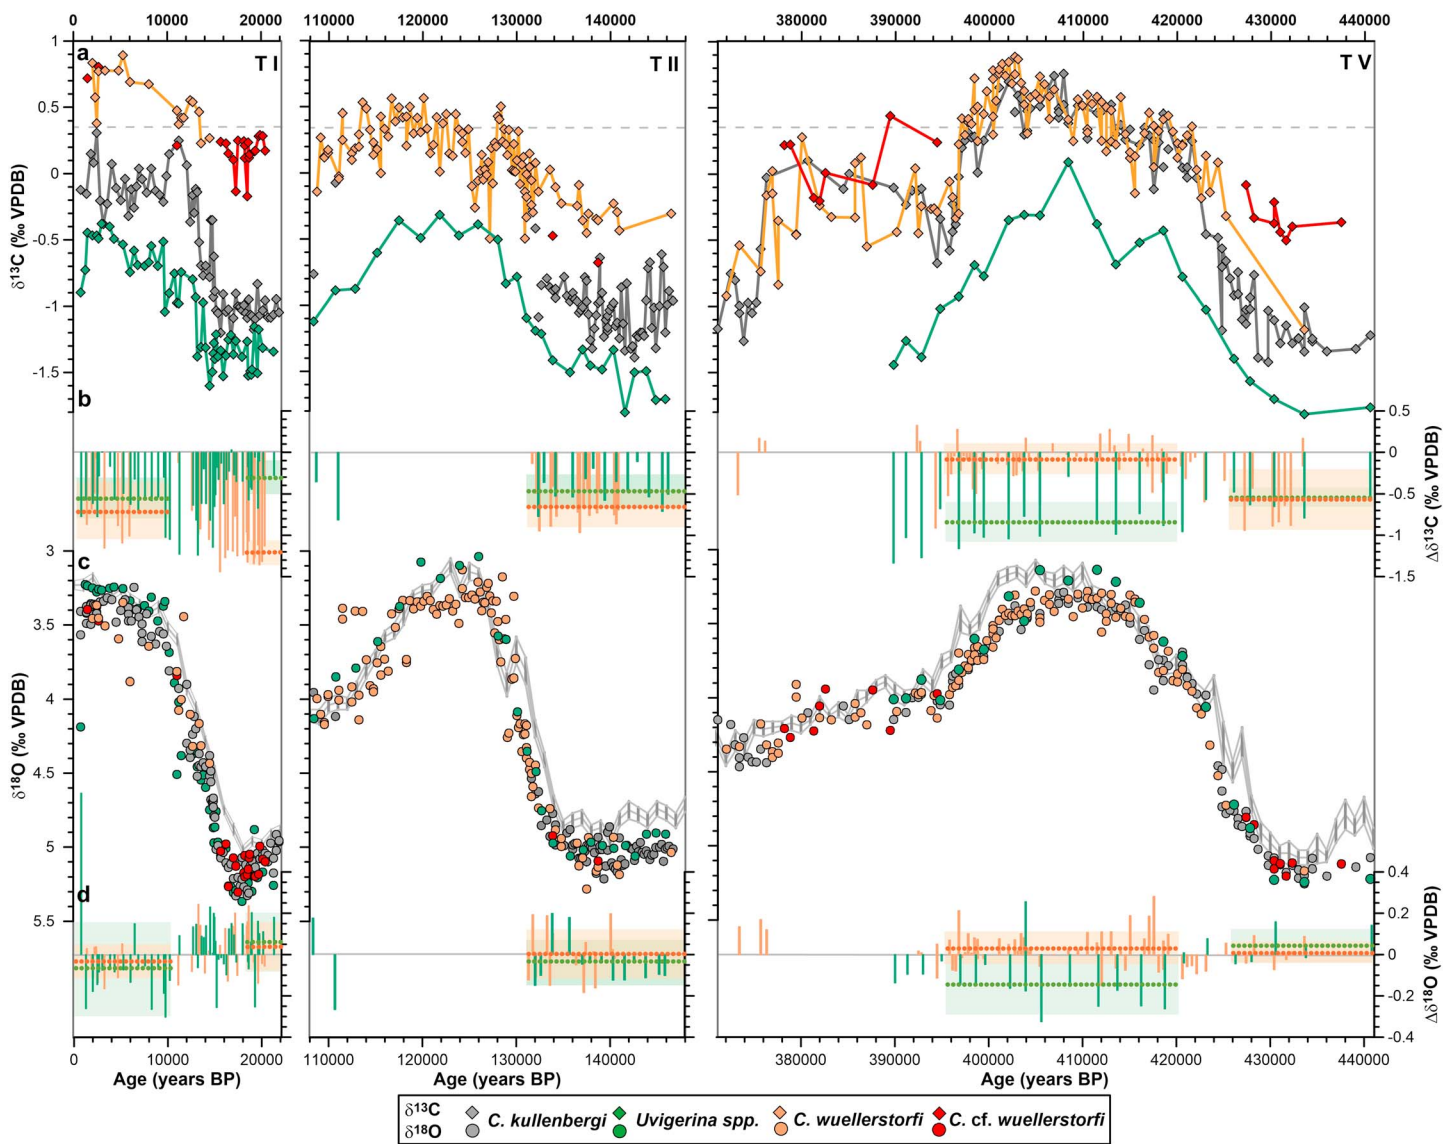 0 10000 20000 110000 120000 130000 140000 380000 390000 400000 410000 420000 430000 440000
a T I T II T V
1
0.5
0
-0.5
-1
-1.5
δ13C (‰ VPDB)
b
0.5
0
-0.5
-1
-1.5
Δδ13C (‰ VPDB)
c
3
3.5
4
4.5
5
5.5
δ18O (‰ VPDB)
d
0.4
0.2
0
-0.2
-0.4
Δδ18O (‰ VPDB)
0 10000 20000 110000 120000 130000 140000 380000 390000 400000 410000 420000 430000 440000
Age (years BP) Age (years BP) Age (years BP)
δ13C
δ18O
C. kullenbergi Uvigerina spp. C. wuellerstorfi C. cf. wuellerstorfi